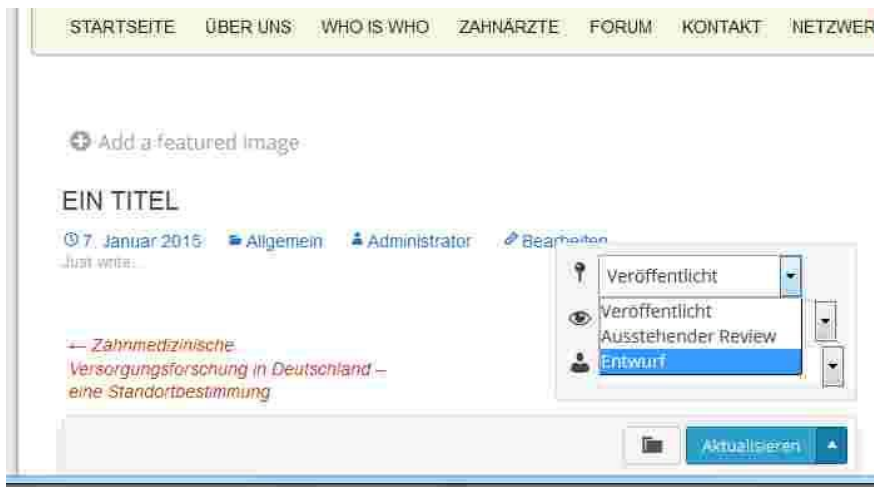 STARTSEITE ÜBER UNS WHO IS WHO ZAHNÄRZTE FORUM KONTAKT NETZWER
Add a featured image
EIN TITEL
7. Januar 2015 Allgemein Administrator Bearbeiten
Just write...
Veröffentlicht
Veröffentlicht
Ausstehender Review
Entwurf
← Zahnmedizinische
Versorgungsforschung in Deutschland –
eine Standortbestimmung
Aktualisieren